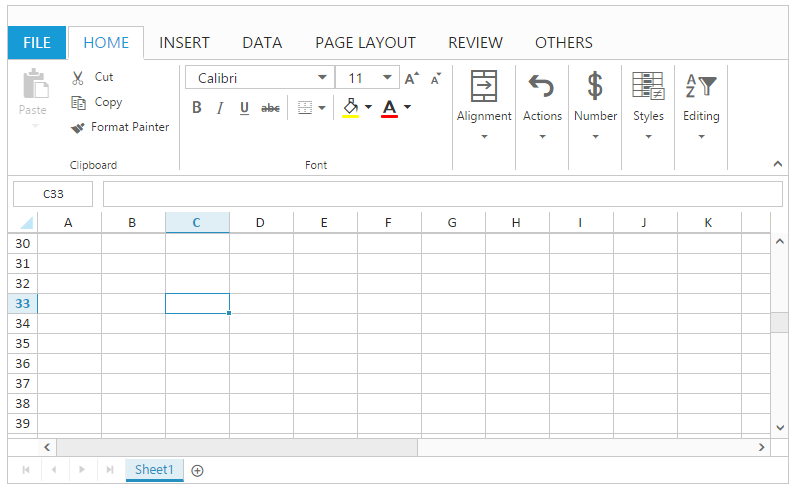 FILE HOME INSERT DATA PAGE LAYOUT REVIEW OTHERS
Paste
Cut
Copy
Format Painter
Clipboard
Calibri 11 A A
B I U abc A
Font
Alignment
Actions
Number
$
Styles
A
Z
Editing
C33
A B C D E F G H I J K
30
31
32
33
34
35
36
37
38
39
Sheet1